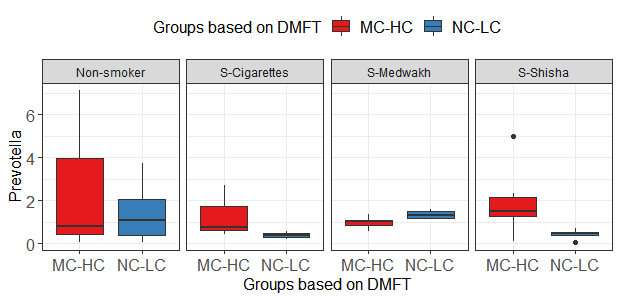 Groups based on DMFT MC-HC NC-LC
Non-smoker S-Cigarettes S-Medwakh S-Shisha
Prevotella
6
4
2
0
MC-HC NC-LC MC-HC NC-LC MC-HC NC-LC MC-HC NC-LC
Groups based on DMFT